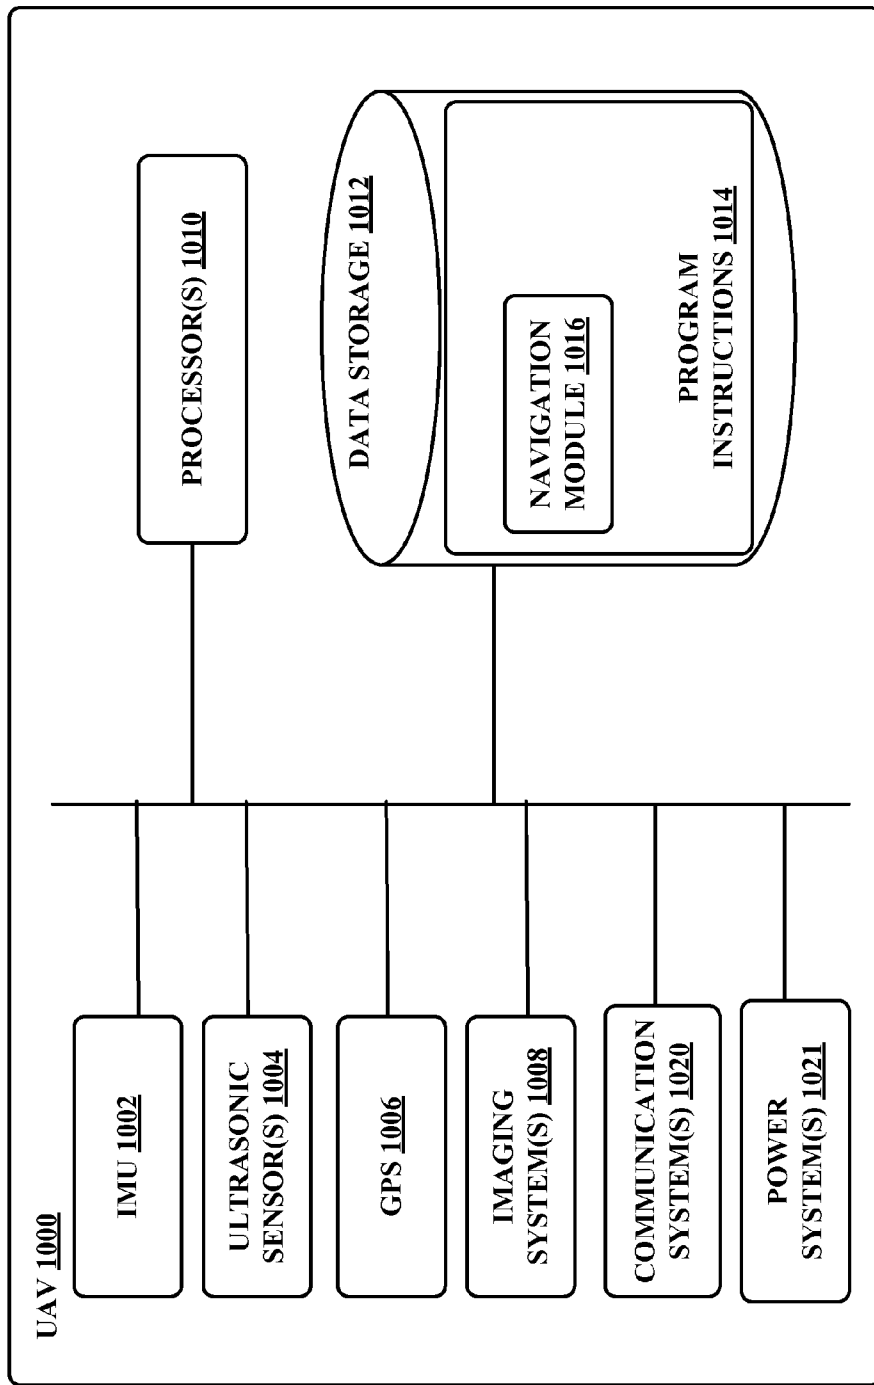 UAV 1000
IMU 1002
ULTRASONIC
SENSOR(S) 1004
GPS 1006
IMAGING
SYSTEM(S) 1008
COMMUNICATION
SYSTEM(S) 1020
POWER
SYSTEM(S) 1021
PROCESSOR(S) 1010
DATA STORAGE 1012
NAVIGATION
MODULE 1016
PROGRAM
INSTRUCTIONS 1014